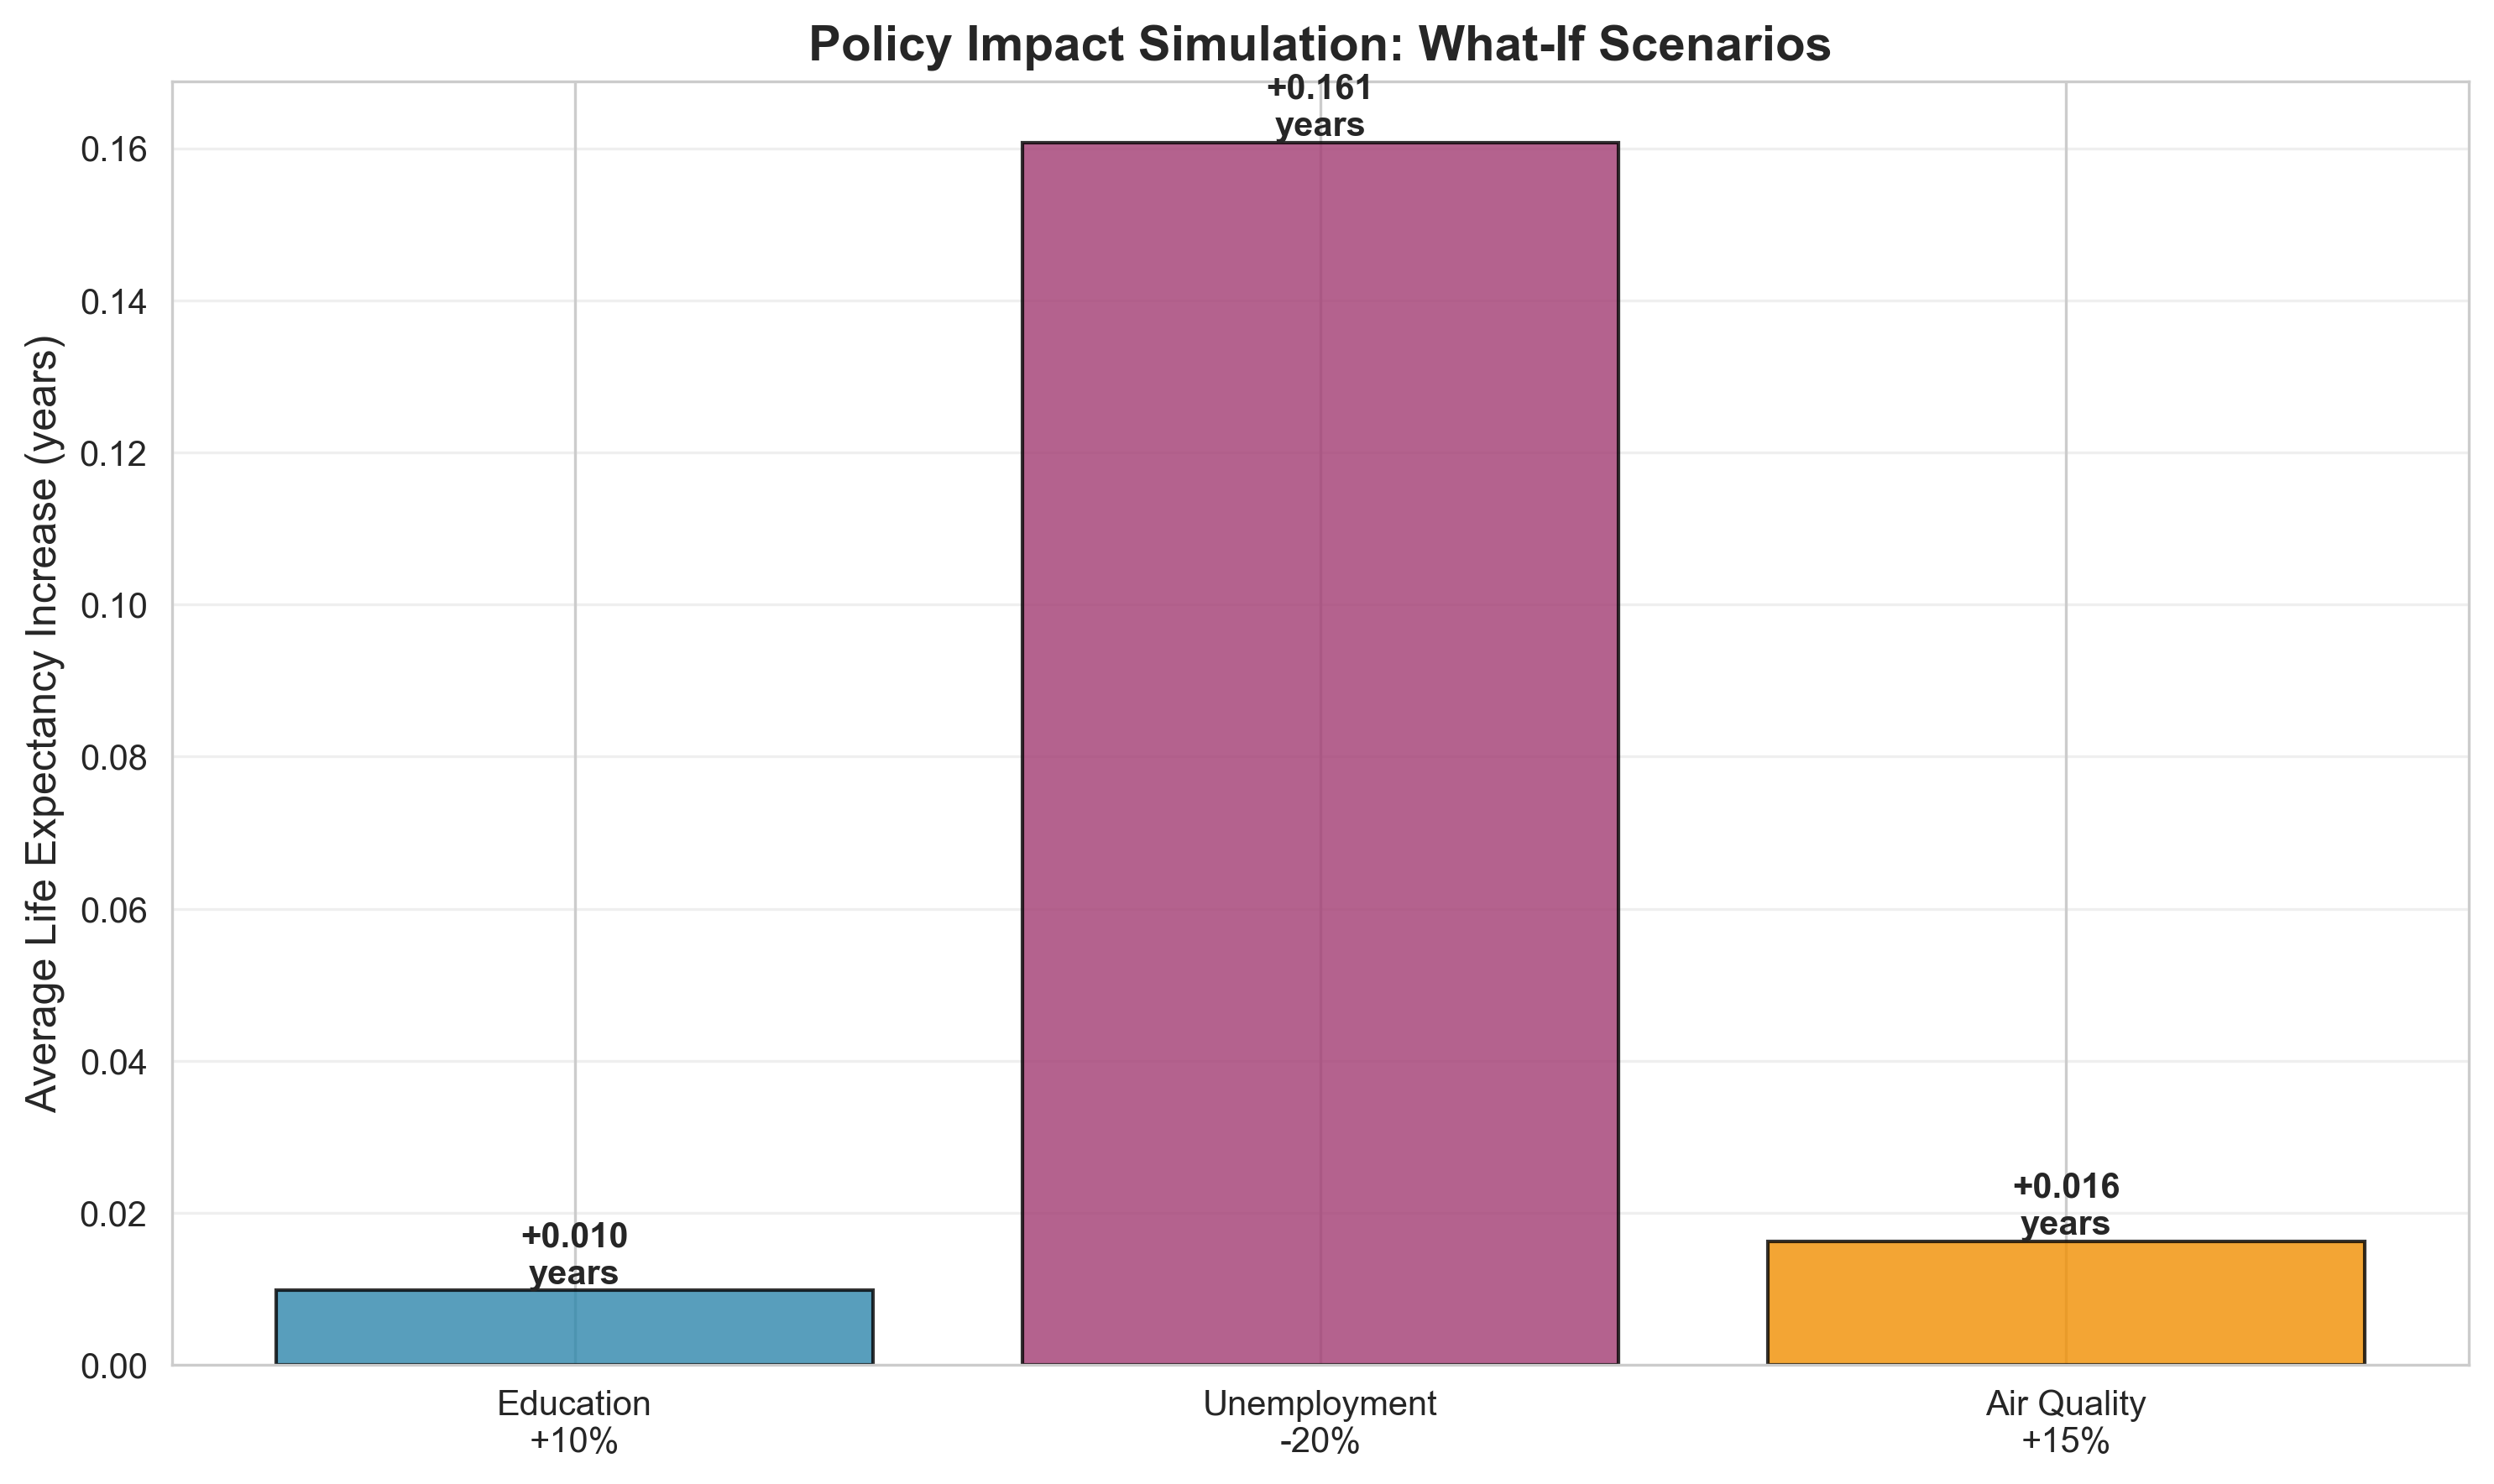 Policy Impact Simulation: What-If Scenarios
+0.161
years
0.16
0.14
0.12
0.10
0.08
0.06
0.04
0.02
0.00
Average Life Expectancy Increase (years)
+0.010
years
+0.016
years
Education
+10%
Unemployment
-20%
Air Quality
+15%